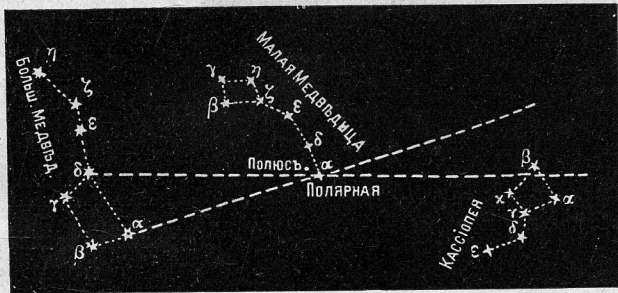 Больш. Медвѣд.
η
ζ
ε
δ
γ
β
α
Малая Медвѣдица
γ
η
β
ζ
ε
δ
α
Полюсъ.
Полярная
Кассіопея
β
κ
α
γ
δ
ε